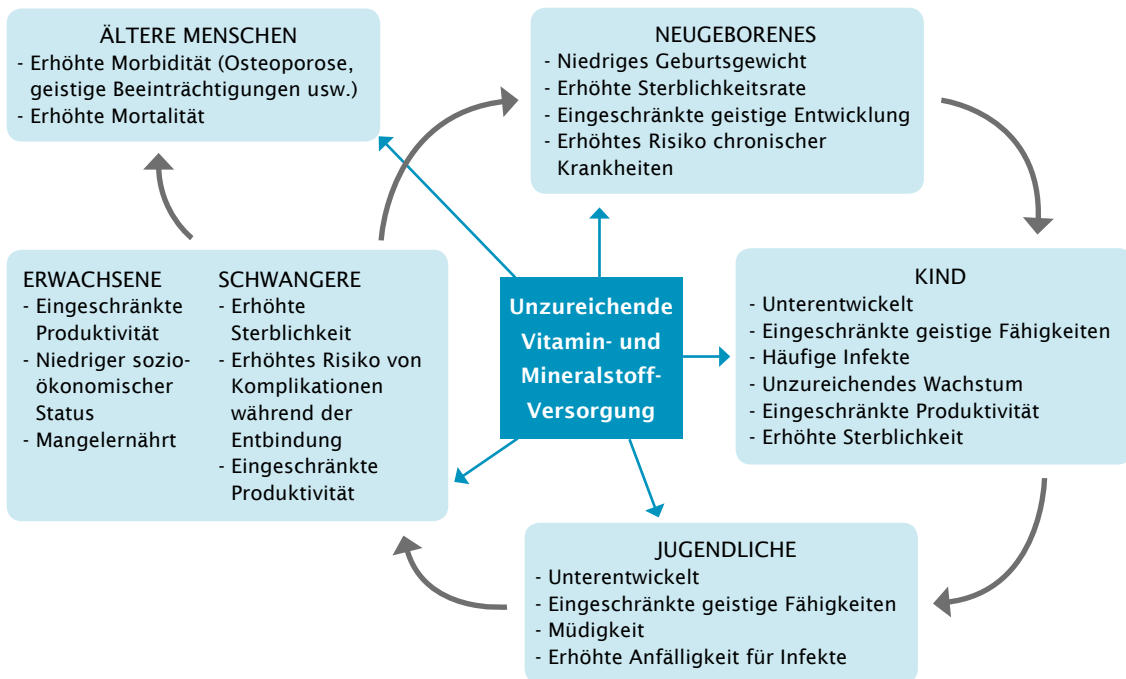 ÄLTERE MENSCHEN
- Erhöhte Morbidität (Osteoporose,
geistige Beeinträchtigungen usw.)
- Erhöhte Mortalität
NEUGEBORENES
- Niedriges Geburtsgewicht
- Erhöhte Sterblichkeitsrate
- Eingeschränkte geistige Entwicklung
- Erhöhtes Risiko chronischer
Krankheiten
ERWACHSENE
- Eingeschränkte
Produktivität
- Niedriger sozio-
ökonomischer
Status
- Mangelernährt
SCHWANGERE
- Erhöhte
Sterblichkeit
- Erhöhtes Risiko von
Komplikationen
während der
Entbindung
- Eingeschränkte
Produktivität
Unzureichende
Vitamin- und
Mineralstoff-
Versorgung
KIND
- Unterentwickelt
- Eingeschränkte geistige Fähigkeiten
- Häufige Infekte
- Unzureichendes Wachstum
- Eingeschränkte Produktivität
- Erhöhte Sterblichkeit
JUGENDLICHE
- Unterentwickelt
- Eingeschränkte geistige Fähigkeiten
- Müdigkeit
- Erhöhte Anfälligkeit für Infekte